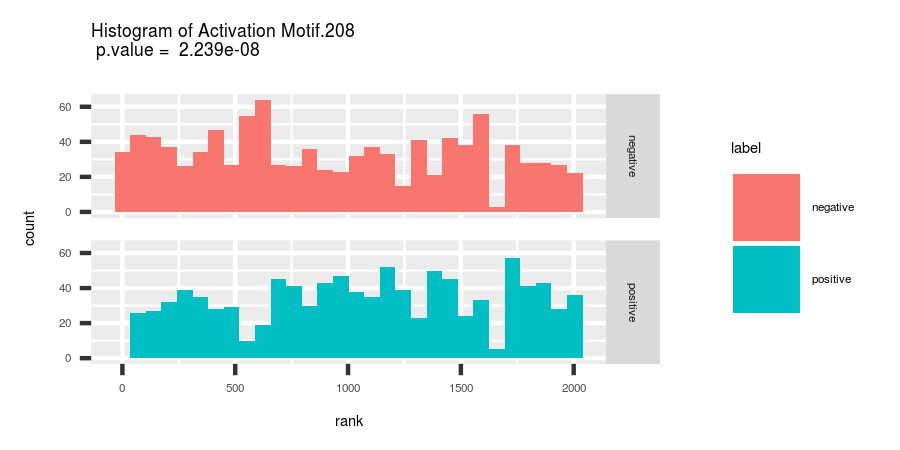 Histogram of Activation Motif.208
p.value = 2.239e-08
60
40
20
0
negative
60
40
20
0
positive
0 500 1000 1500 2000
rank
count
label
negative
positive